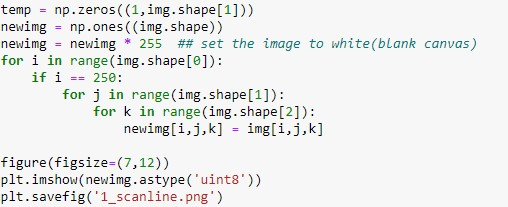 temp = np.zeros((1,img.shape[1]))
newimg = np.ones((img.shape))
newimg = newimg * 255  ## set the image to white(blank canvas)
for i in range(img.shape[0]):
    if i == 250:
        for j in range(img.shape[1]):
            for k in range(img.shape[2]):
                newimg[i,j,k] = img[i,j,k]

figure(figsize=(7,12))
plt.imshow(newimg.astype('uint8'))
plt.savefig('1_scanline.png')